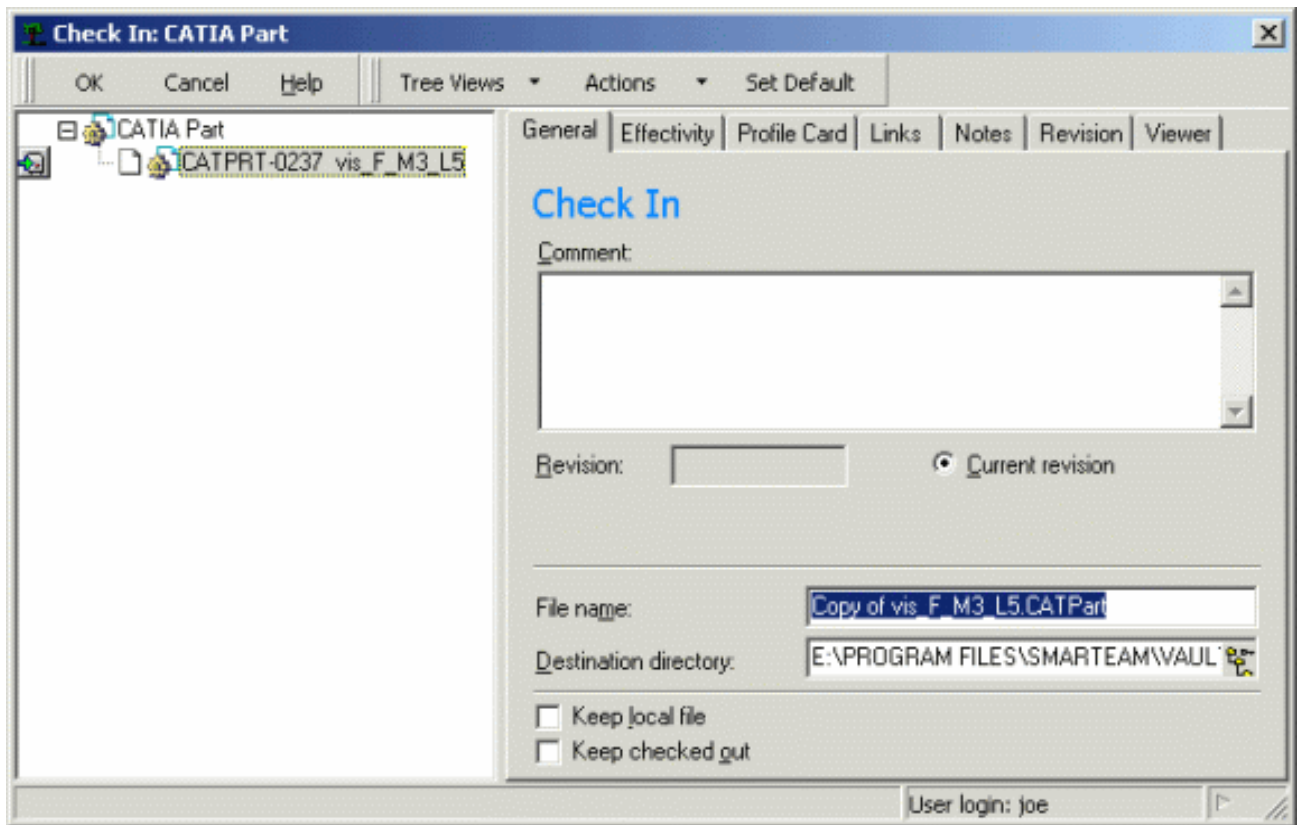 Check In: CATIA Part
OK Cancel Help Tree Views Actions Set Default
CATIA Part
CATPRT-0237 vis_F_M3_L5
General Effectivity Profile Card Links Notes Revision Viewer
Check In
Comment:
Revision: Current revision
File name: Copy of vis_F_M3_L5.CATPart
Destination directory: E:\PROGRAM FILES\SMARTEAM\VAUL
Keep local file
Keep checked out
User login: joe